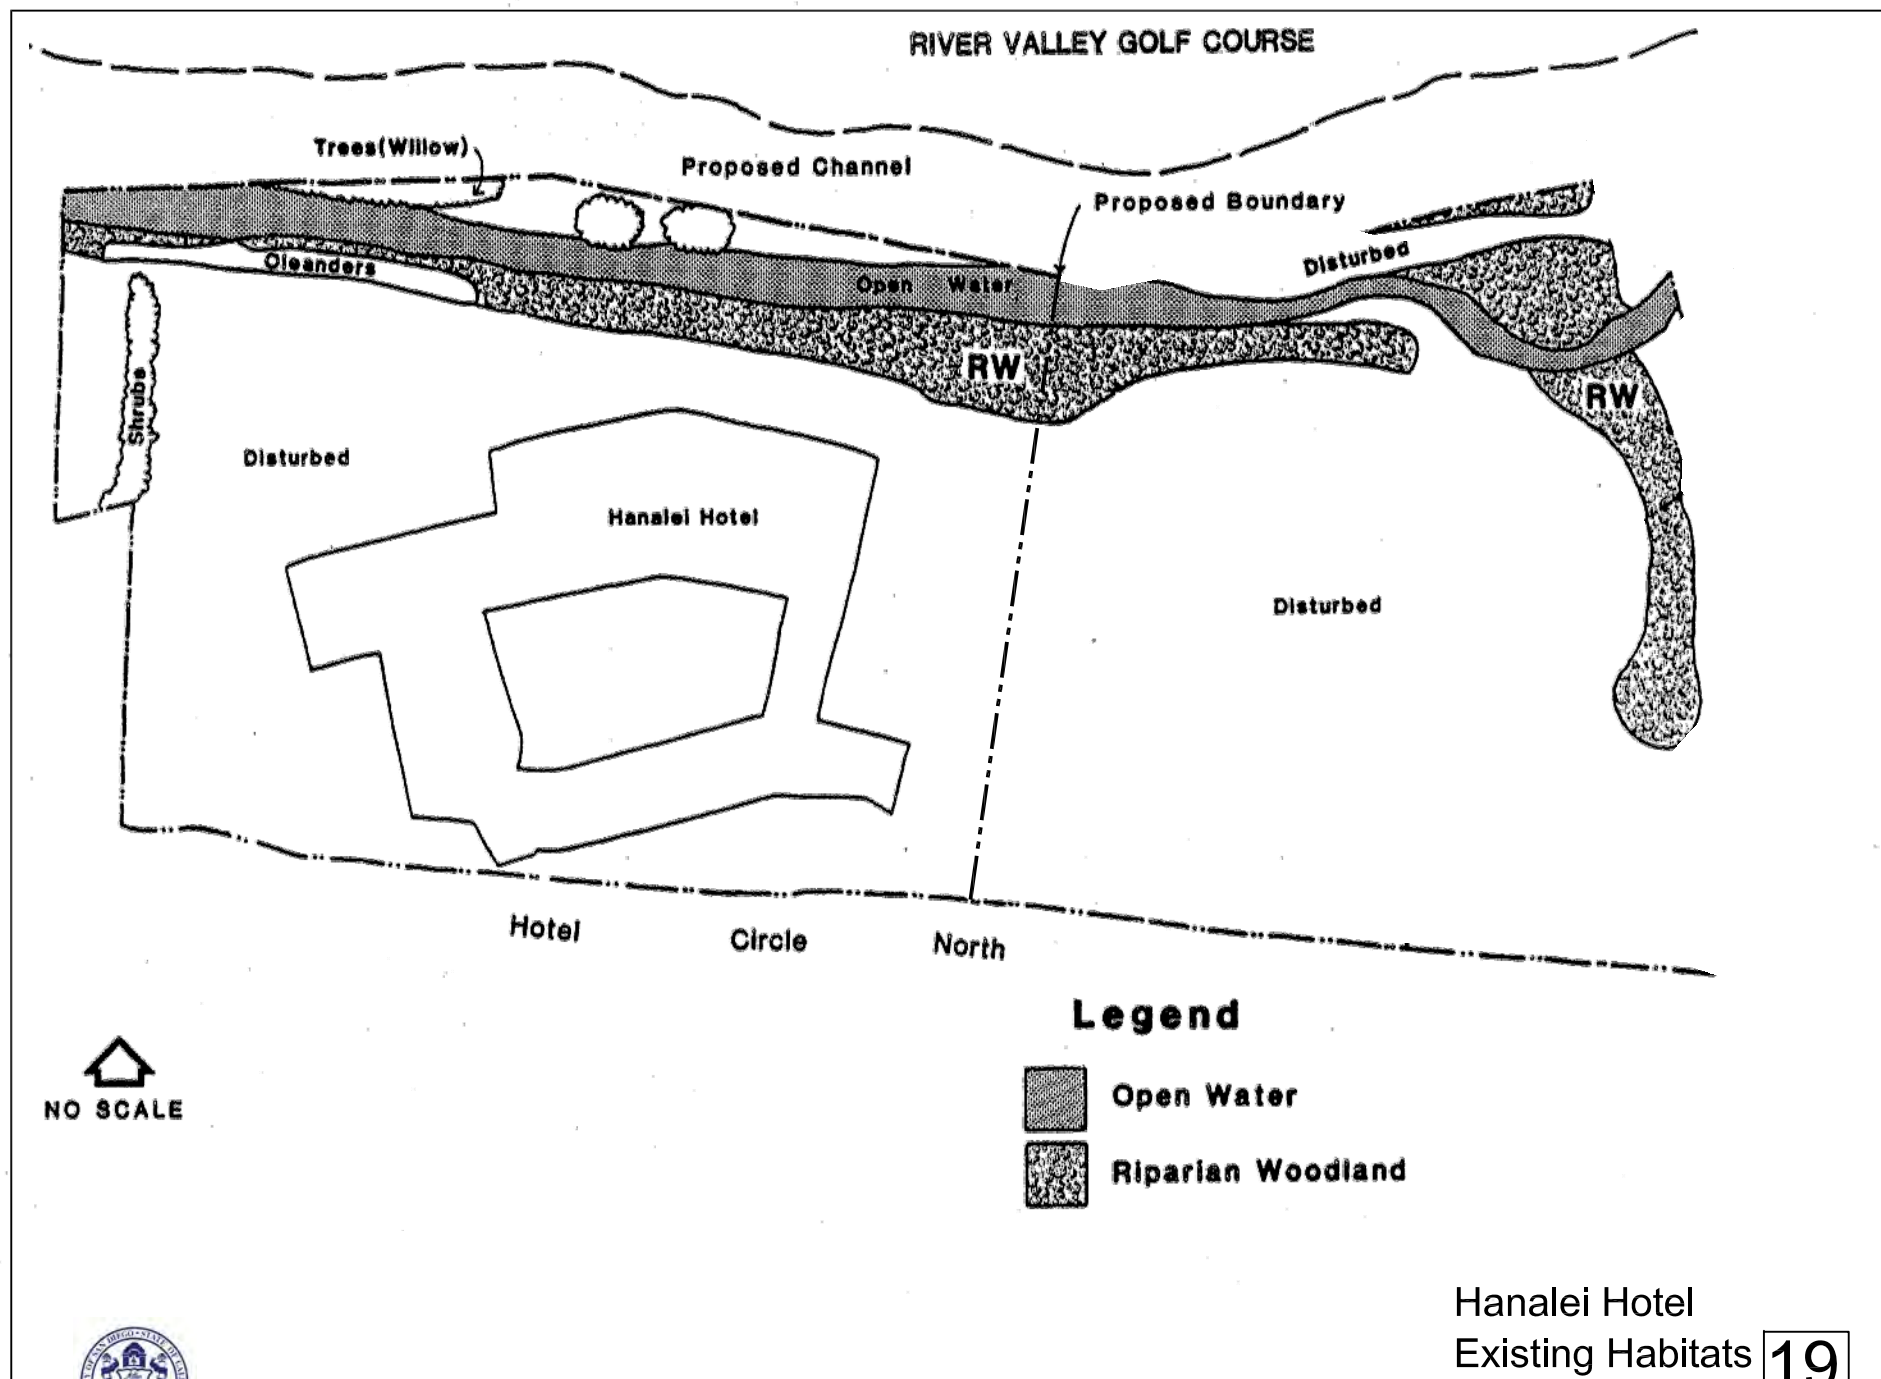 RIVER VALLEY GOLF COURSE
Trees(Willow)
Proposed Channel
Proposed Boundary
Disturbed
Oleanders
Open Water
RW
RW
Shrubs
Disturbed
Hanalei Hotel
Disturbed
Hotel Circle North
Legend
Open Water
Riparian Woodland
NO SCALE
Hanalei Hotel
Existing Habitats 19